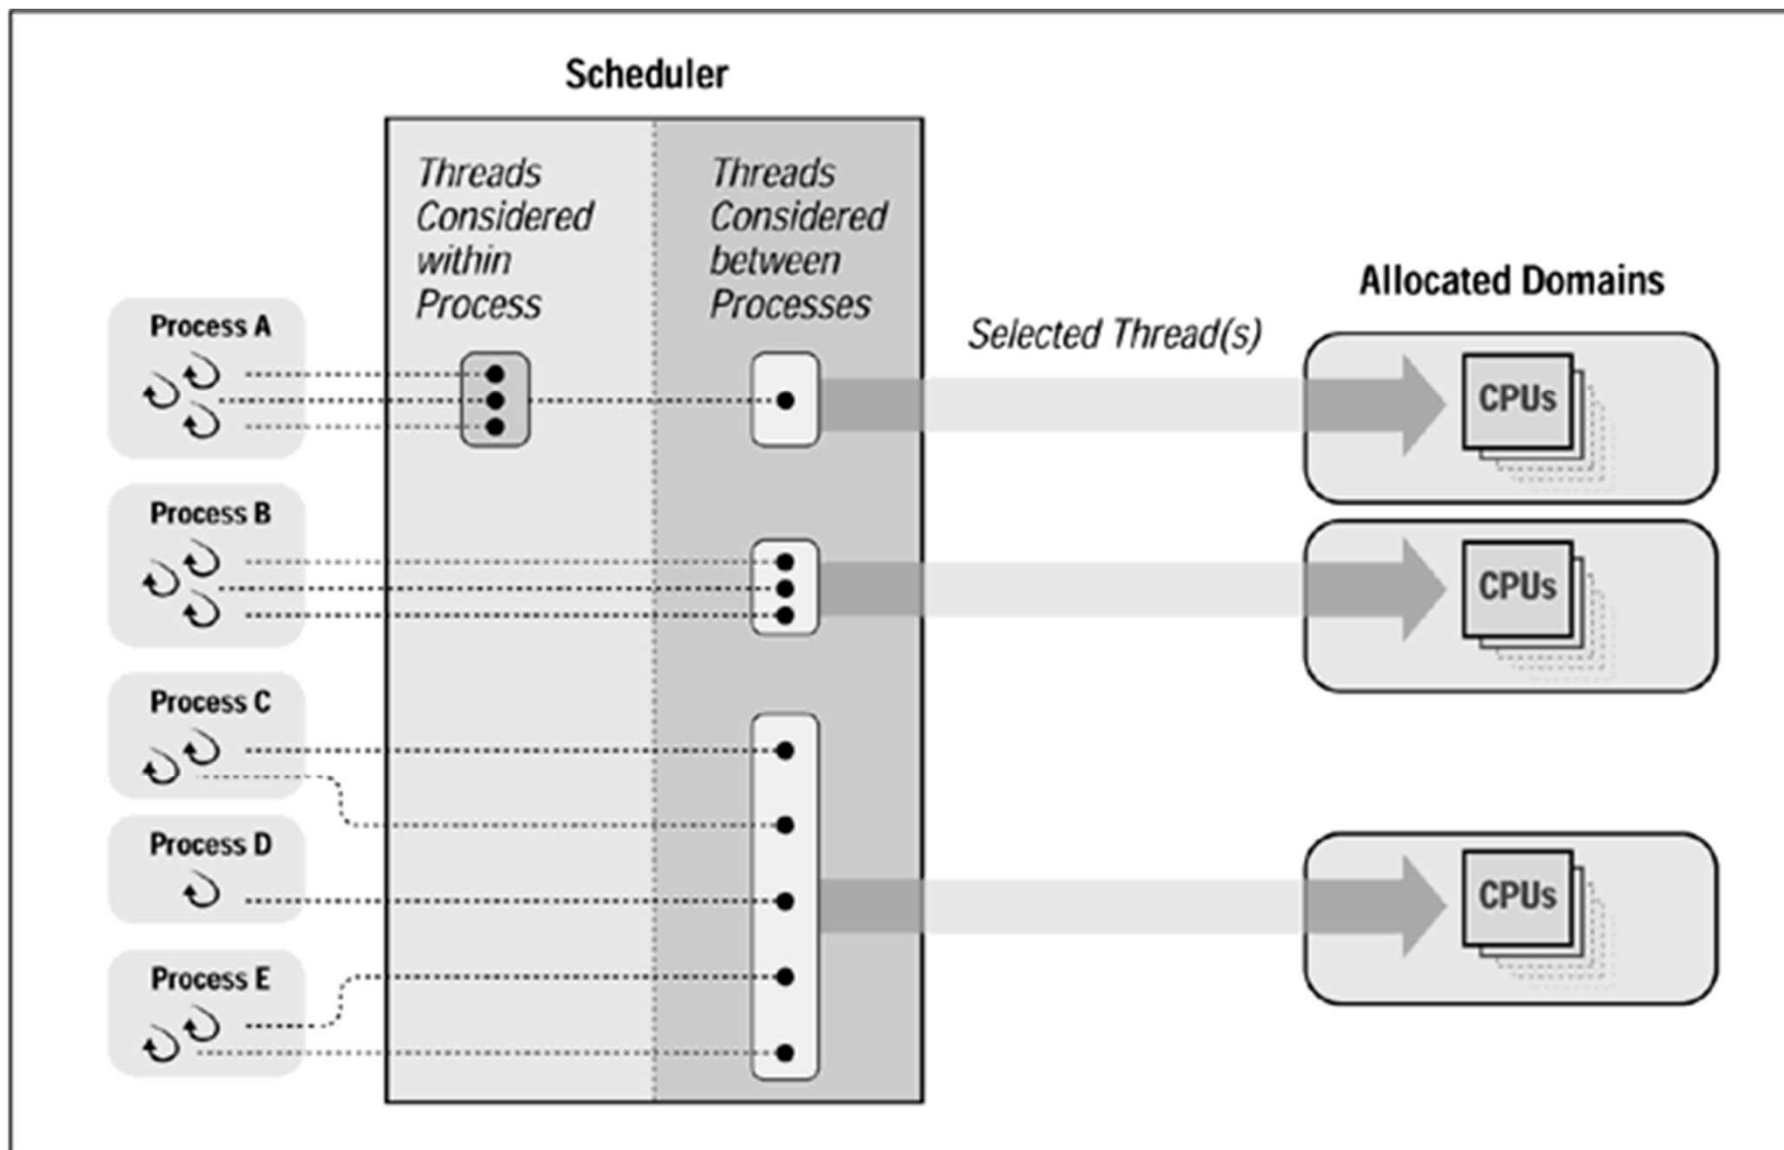 Scheduler
Threads
Considered
within
Process
Threads
Considered
between
Processes
Selected Thread(s)
Allocated Domains
Process A
CPUs
Process B
CPUs
Process C
Process D
CPUs
Process E